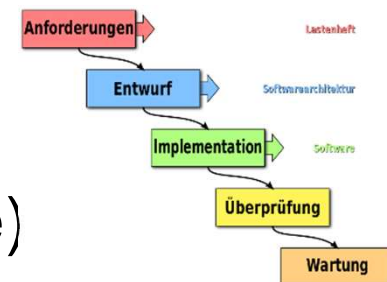 Anforderungen Lastenheft
Entwurf Softwarearchitektur
Implementation Software
Überprüfung
e)
Wartung